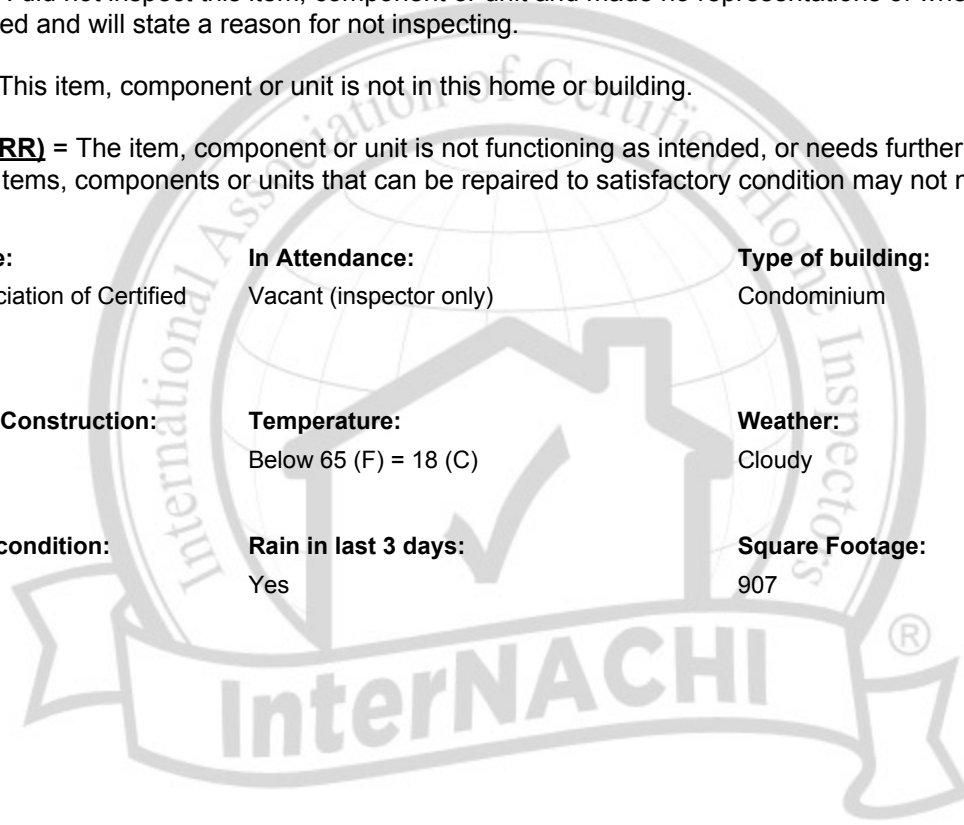 did not inspect this item, component or unit and made no representations of
ed and will state a reason for not inspecting.
This item, component or unit is not in this home or building.
RR) = The item, component or unit is not functioning as intended, or needs further
tems, components or units that can be repaired to satisfactory condition may not
In Attendance: Type of building:
ciation of Certified Vacant (inspector only) Condominium
Construction: Temperature: Weather:
Below 65 (F) = 18 (C) Cloudy
condition: Rain in last 3 days: Square Footage:
Yes 907
International Association of Certified Home Inspectors
InterNACHI ®